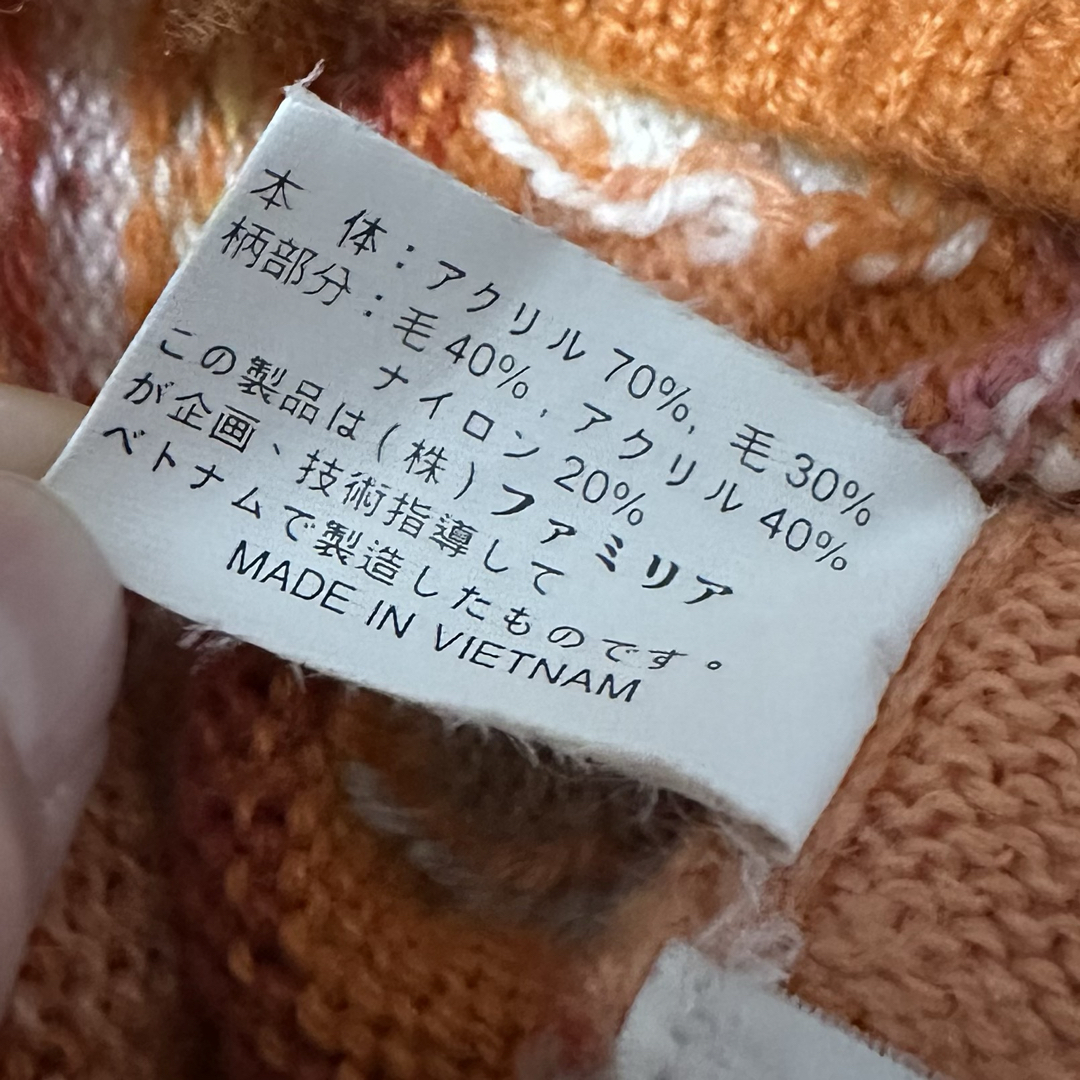 本　体：アクリル 70%, 毛 30%
柄部分：毛 40%, アクリル 40%
ナイロン 20%
この製品は(株)ファミリア
が企画、技術指導して
ベトナムで製造したものです。
MADE IN VIETNAM